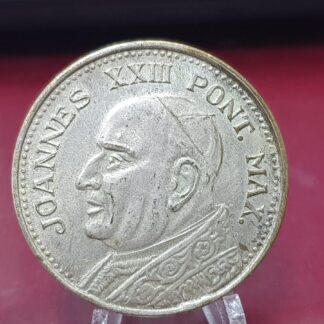 JOANNES XXIII PONT. MAX.